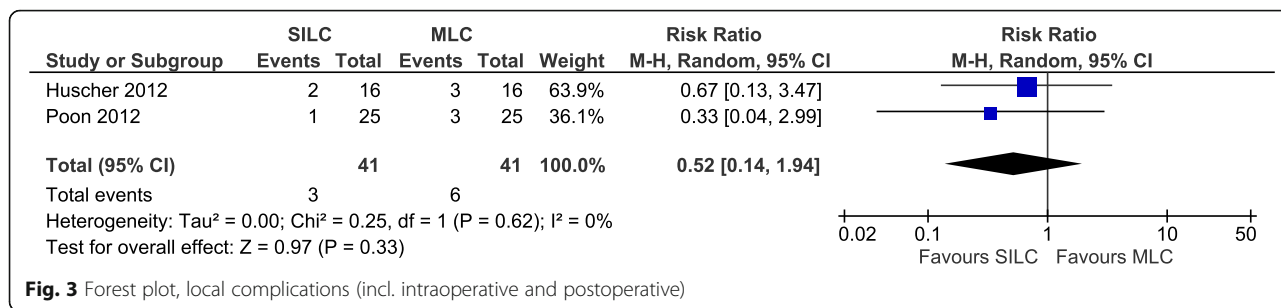 SILC MLC Risk Ratio Risk Ratio
Study or Subgroup Events Total Events Total Weight M-H, Random, 95% CI M-H, Random, 95% CI
Huscher 2012 2 16 3 16 63.9% 0.67 [0.13, 3.47]
Poon 2012 1 25 3 25 36.1% 0.33 [0.04, 2.99]
Total (95% CI) 41 41 100.0% 0.52 [0.14, 1.94]
Total events 3 6
Heterogeneity: Tau² = 0.00; Chi² = 0.25, df = 1 (P = 0.62); I² = 0%
Test for overall effect: Z = 0.97 (P = 0.33)
0.02 0.1 1 10 50
Favours SILC Favours MLC
Fig. 3 Forest plot, local complications (incl. intraoperative and postoperative)